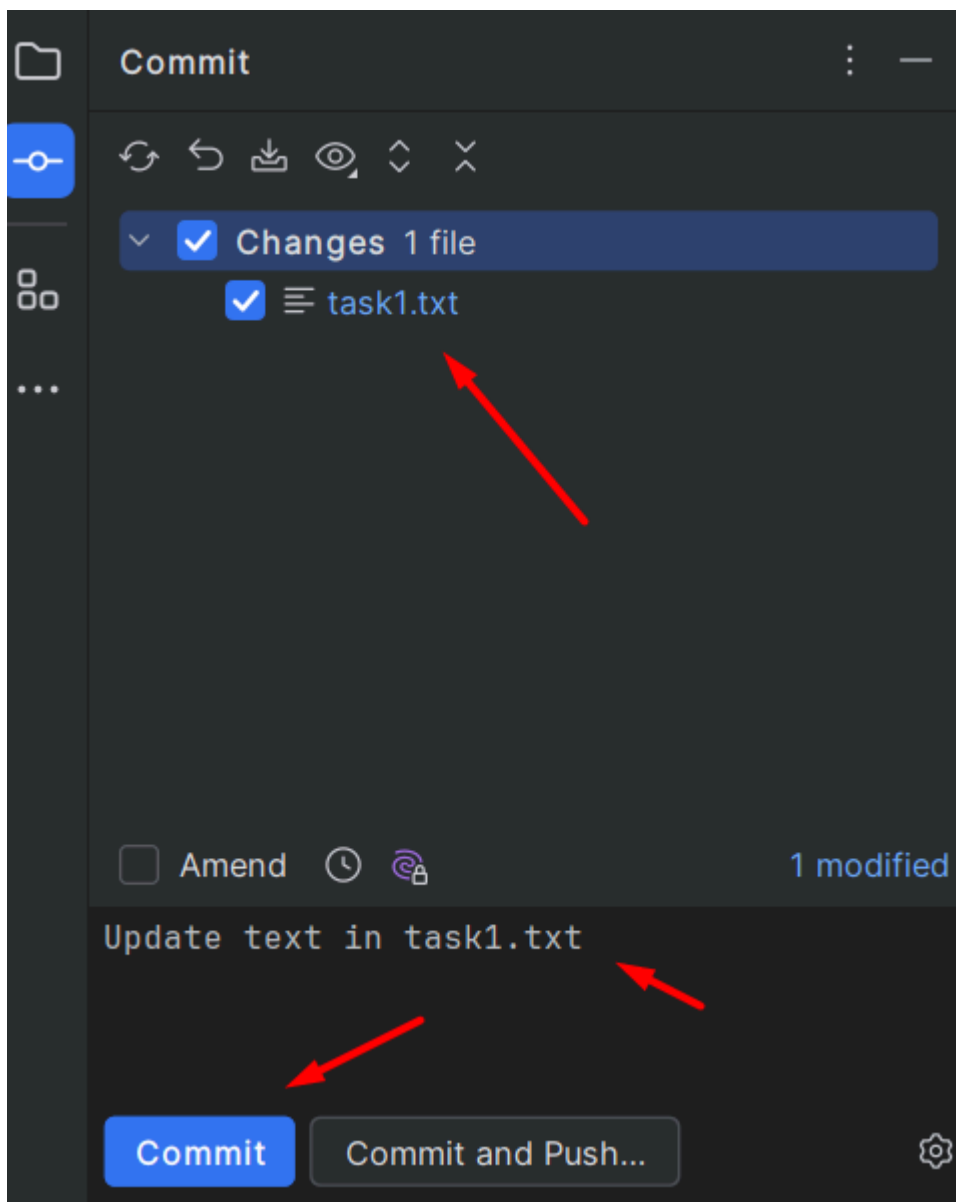 Commit
Changes 1 file
task1.txt
Amend 1 modified
Update text in task1.txt
Commit Commit and Push...